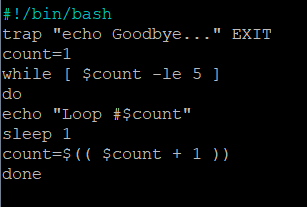 #!/bin/bash
trap "echo Goodbye..." EXIT
count=1
while [ $count -le 5 ]
do
echo "Loop #$count"
sleep 1
count=$(( $count + 1 ))
done